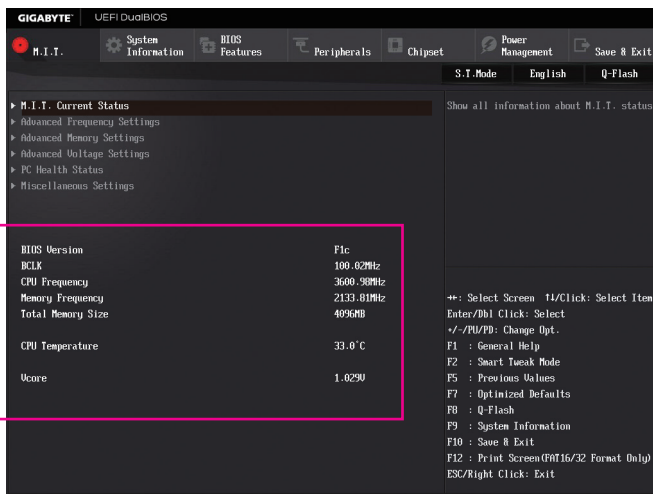 GIGABYTE™ UEFI DualBIOS
M.I.T. System Information BIOS Features Peripherals Chipset Power Management Save & Exit
S.T.Mode English Q-Flash
M.I.T. Current Status
Advanced Frequency Settings
Advanced Memory Settings
Advanced Voltage Settings
PC Health Status
Miscellaneous Settings
Show all information about M.I.T. status
BIOS Version F1c
BCLK 100.02MHz
CPU Frequency 3600.98MHz
Memory Frequency 2133.81MHz
Total Memory Size 4096MB
CPU Temperature 33.0°C
Vcore 1.029V
→←: Select Screen ↑↓/Click: Select Item
Enter/Dbl Click: Select
+/-/PU/PD: Change Opt.
F1 : General Help
F2 : Smart Tweak Mode
F5 : Previous Values
F7 : Optimized Defaults
F8 : Q-Flash
F9 : System Information
F10 : Save & Exit
F12 : Print Screen(FAT16/32 Format Only)
ESC/Right Click: Exit